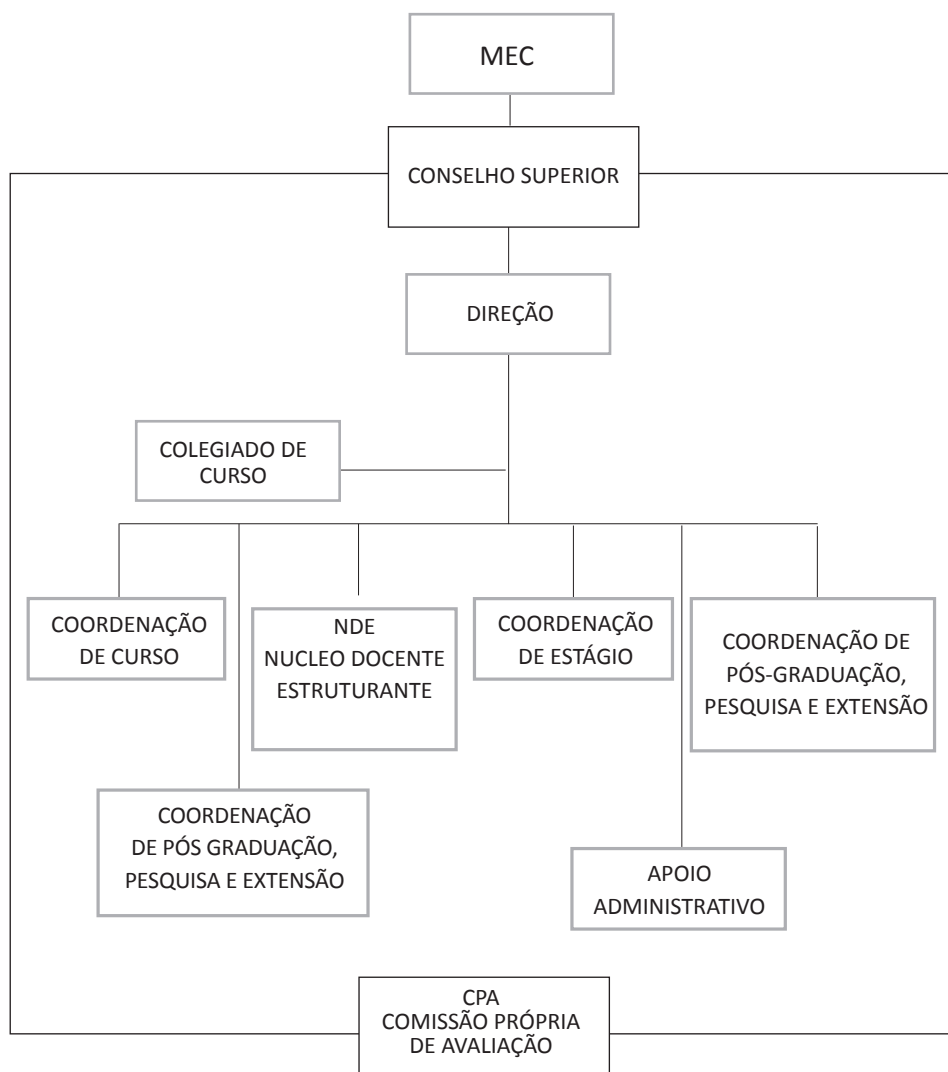 MEC
CONSELHO SUPERIOR
DIREÇÃO
COLEGIADO DE
CURSO
COORDENAÇÃO
DE CURSO
NDE
NUCLEO DOCENTE
ESTRUTURANTE
COORDENAÇÃO
DE ESTÁGIO
COORDENAÇÃO DE
PÓS-GRADUAÇÃO,
PESQUISA E EXTENSÃO
COORDENAÇÃO
DE PÓS GRADUAÇÃO,
PESQUISA E EXTENSÃO
APOIO
ADMINISTRATIVO
CPA
COMISSÃO PRÓPRIA
DE AVALIAÇÃO